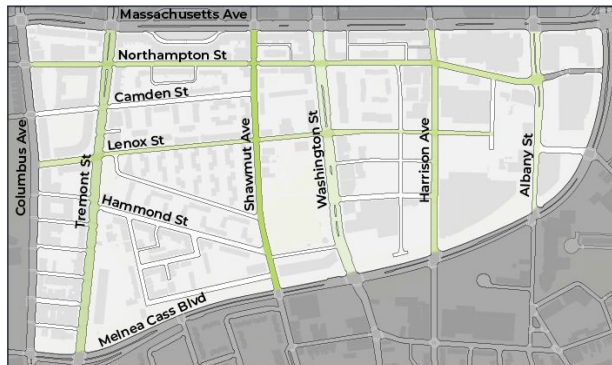 Massachusetts Ave
Northampton St
Camden St
Lenox St
Hammond St
Melnea Cass Blvd
Columbus Ave
Tremont St
Shawmut Ave
Washington St
Harrison Ave
Albany St